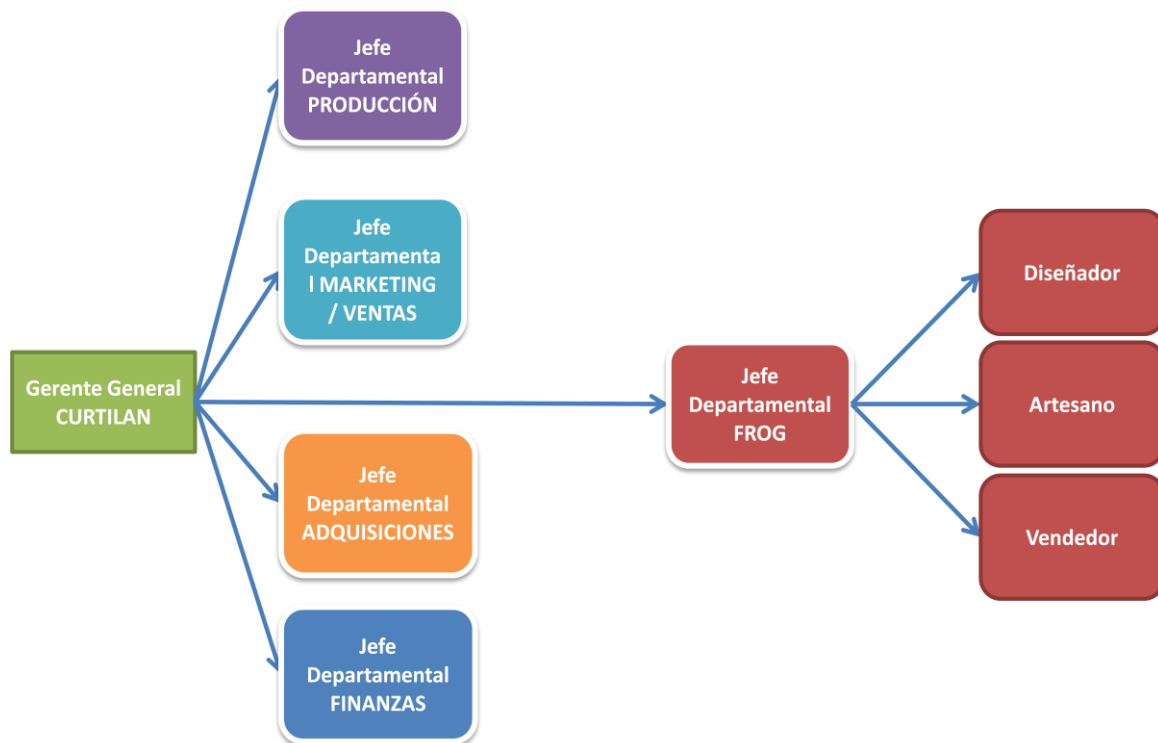 Jefe
Departamental
PRODUCCIÓN
Jefe
Departamenta
l MARKETING
/ VENTAS
Gerente General
CURTILAN
Jefe
Departamental
ADQUISICIONES
Jefe
Departamental
FINANZAS
Jefe
Departamental
FROG
Diseñador
Artesano
Vendedor